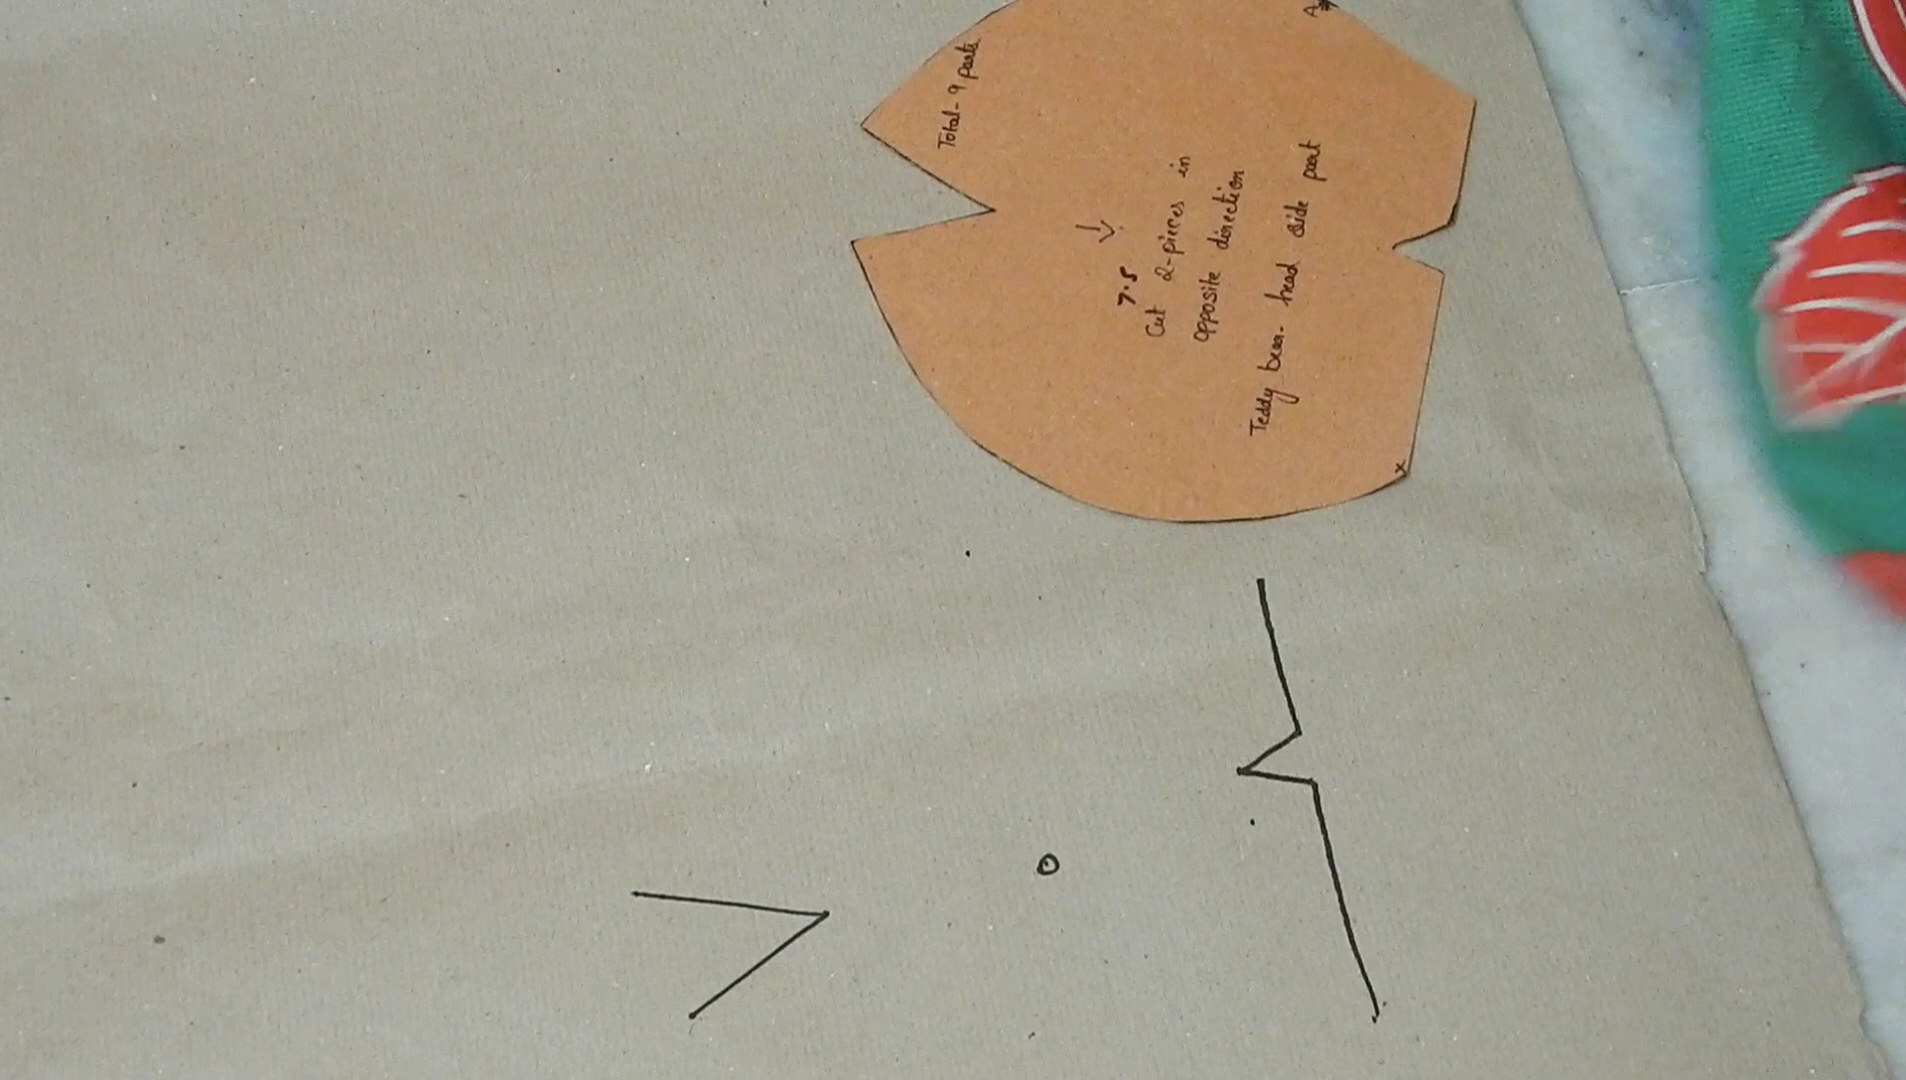 Total - 9 parts
7.5
Cut 2-pieces in
opposite direction
Teddy bear- head side part
A
x